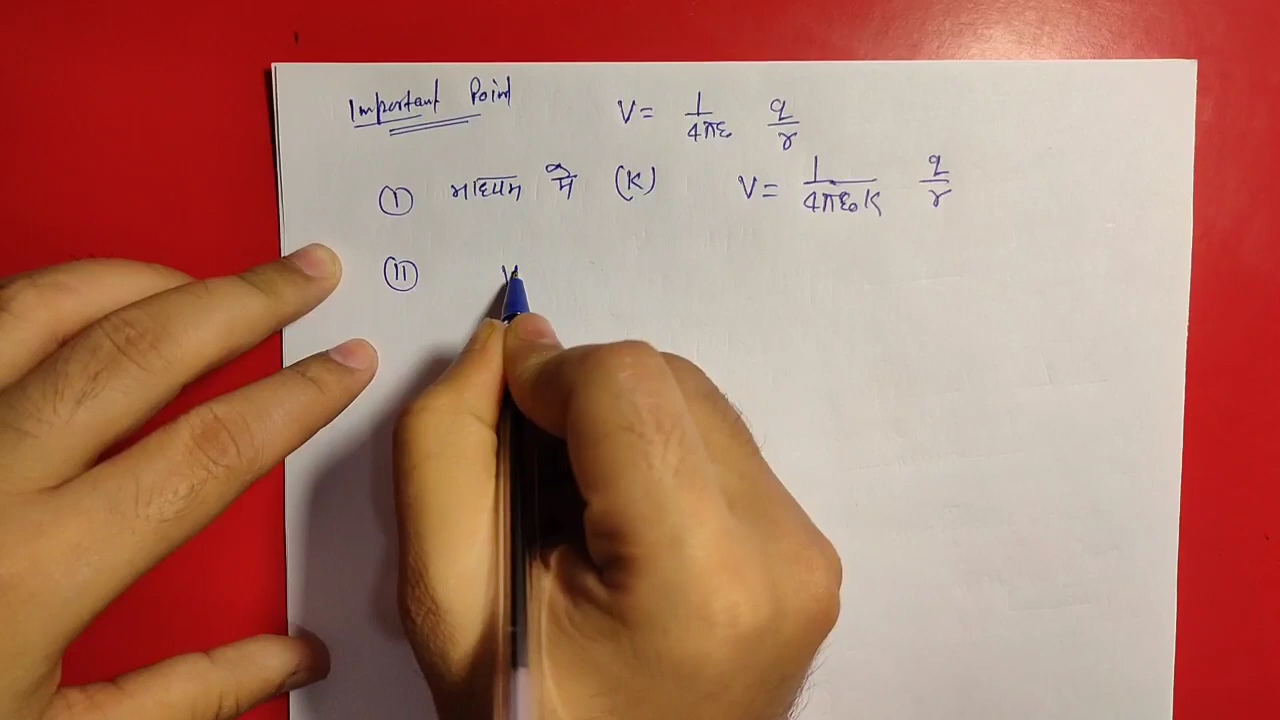 Important Point V = 1/4πε q/r
(I) माध्यम में (K) V = 1/4πε₀K q/r
(II) V